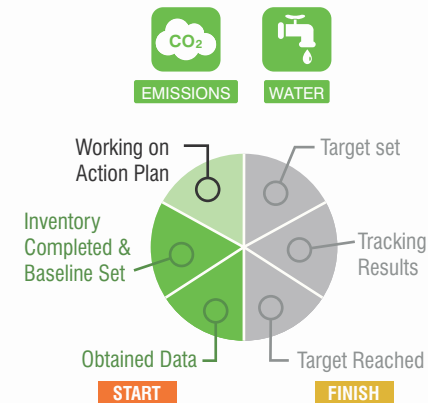 CO₂
EMISSIONS
WATER
Working on
Action Plan
Target set
Inventory
Completed &
Baseline Set
Tracking
Results
Obtained Data
Target Reached
START
FINISH